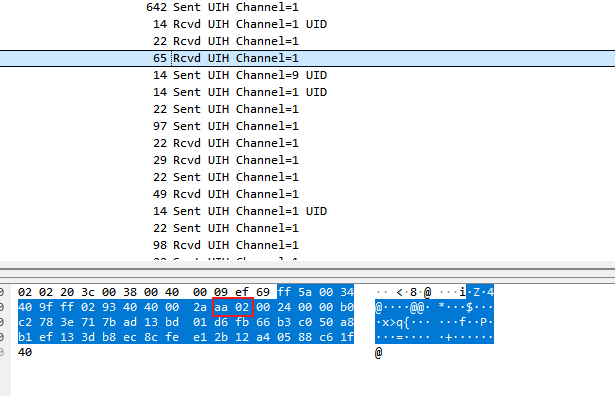 642 Sent UIH Channel=1
14 Rcvd UIH Channel=1 UID
22 Rcvd UIH Channel=1
65 Rcvd UIH Channel=1
14 Sent UIH Channel=9 UID
14 Sent UIH Channel=1 UID
22 Sent UIH Channel=1
97 Sent UIH Channel=1
22 Rcvd UIH Channel=1
29 Rcvd UIH Channel=1
22 Sent UIH Channel=1
49 Rcvd UIH Channel=1
14 Sent UIH Channel=1 UID
22 Sent UIH Channel=1
98 Rcvd UIH Channel=1
0 02 02 20 3c 00 38 00 40 00 09 ef 69 ff 5a 00 34 ·· <·8·@ ···i·Z·4
0 40 9f ff 02 93 40 40 00 2a aa 02 00 24 00 00 b0 @····@@· *···$···
0 c2 78 3e 71 7b ad 13 bd 01 d6 fb 66 b3 c0 50 a8 ·x>q{··· ···f··P·
0 b1 ef 13 3d b8 ec 8c fe e1 2b 12 a4 05 88 c6 1f ···=···· ·+······
0 40 @